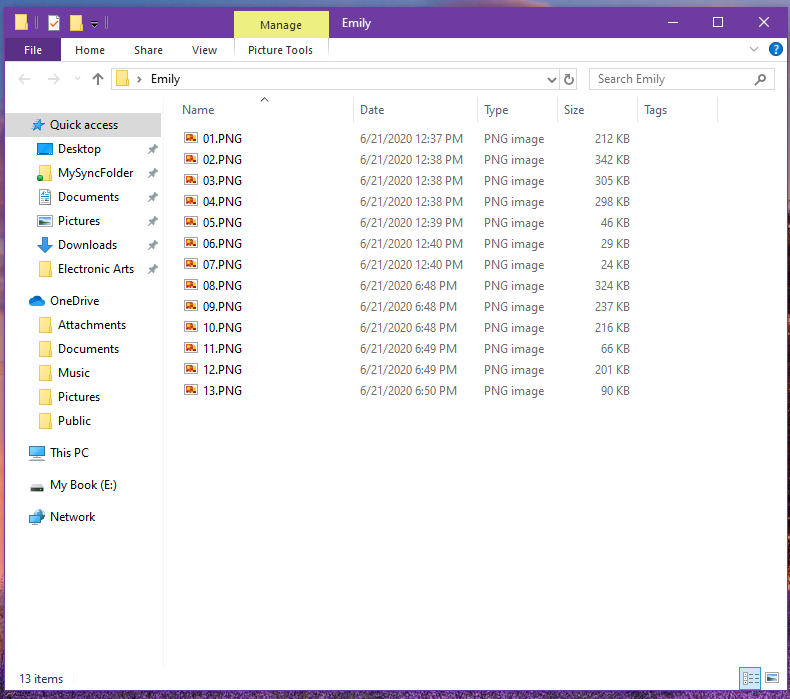 Manage
Emily
File
Home
Share
View
Picture Tools
Emily
Search Emily
Quick access
Desktop
MySyncFolder
Documents
Pictures
Downloads
Electronic Arts
OneDrive
Attachments
Documents
Music
Pictures
Public
This PC
My Book (E:)
Network
Name Date Type Size Tags
01.PNG 6/21/2020 12:37 PM PNG image 212 KB
02.PNG 6/21/2020 12:38 PM PNG image 342 KB
03.PNG 6/21/2020 12:38 PM PNG image 305 KB
04.PNG 6/21/2020 12:38 PM PNG image 298 KB
05.PNG 6/21/2020 12:39 PM PNG image 46 KB
06.PNG 6/21/2020 12:40 PM PNG image 29 KB
07.PNG 6/21/2020 12:40 PM PNG image 24 KB
08.PNG 6/21/2020 6:48 PM PNG image 324 KB
09.PNG 6/21/2020 6:48 PM PNG image 237 KB
10.PNG 6/21/2020 6:48 PM PNG image 216 KB
11.PNG 6/21/2020 6:49 PM PNG image 66 KB
12.PNG 6/21/2020 6:49 PM PNG image 201 KB
13.PNG 6/21/2020 6:50 PM PNG image 90 KB
13 items